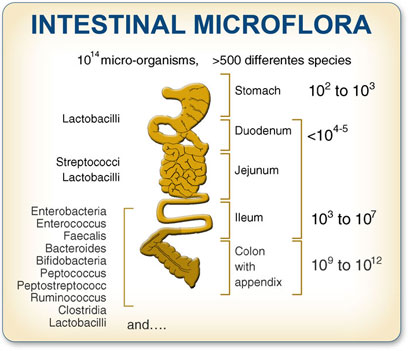 INTESTINAL MICROFLORA
10¹⁴ micro-organisms, >500 differentes species
Stomach 10² to 10³
Lactobacilli
Duodenum <10⁴⁻⁵
Streptococci
Lactobacilli
Jejunum
Enterobacteria
Enterococcus
Faecalis
Bacteroides
Bifidobacteria
Peptococcus
Peptostreptococc
Ruminococcus
Clostridia
Lactobacilli
and....
Ileum 10³ to 10⁷
Colon
with
appendix
10⁹ to 10¹²